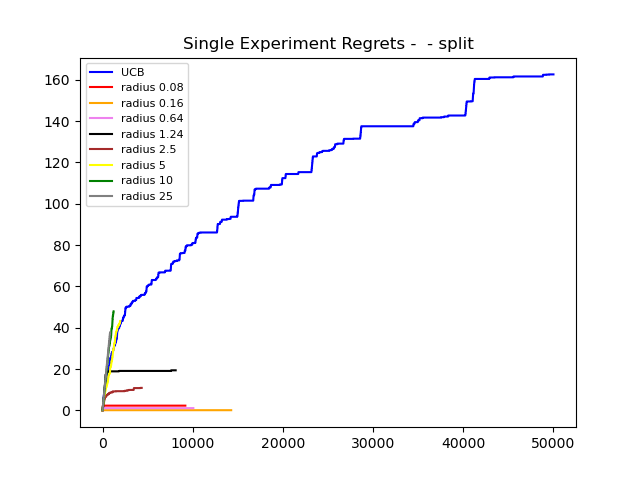 Single Experiment Regrets -  - split
UCB
radius 0.08
radius 0.16
radius 0.64
radius 1.24
radius 2.5
radius 5
radius 10
radius 25
160
140
120
100
80
60
40
20
0
0 10000 20000 30000 40000 50000